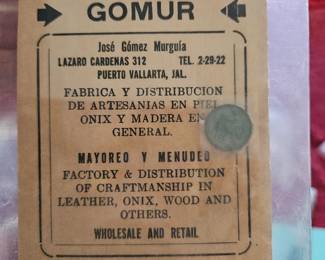 GOMUR
José Gómez Murguía
LAZARO CARDENAS 312 TEL. 2-29-22
PUERTO VALLARTA, JAL.
FABRICA Y DISTRIBUCION
DE ARTESANIAS EN PIEL
ONIX Y MADERA EN
GENERAL.
MAYOREO Y MENUDEO
FACTORY & DISTRIBUTION
OF CRAFTMANSHIP IN
LEATHER, ONIX, WOOD AND
OTHERS.
WHOLESALE AND RETAIL